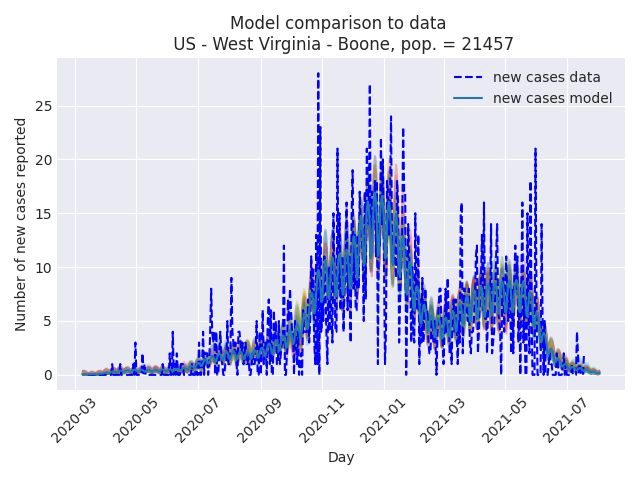 Model comparison to data
US - West Virginia - Boone, pop. = 21457
new cases data
new cases model
Number of new cases reported
25
20
15
10
5
0
2020-03
2020-05
2020-07
2020-09
2020-11
2021-01
2021-03
2021-05
2021-07
Day